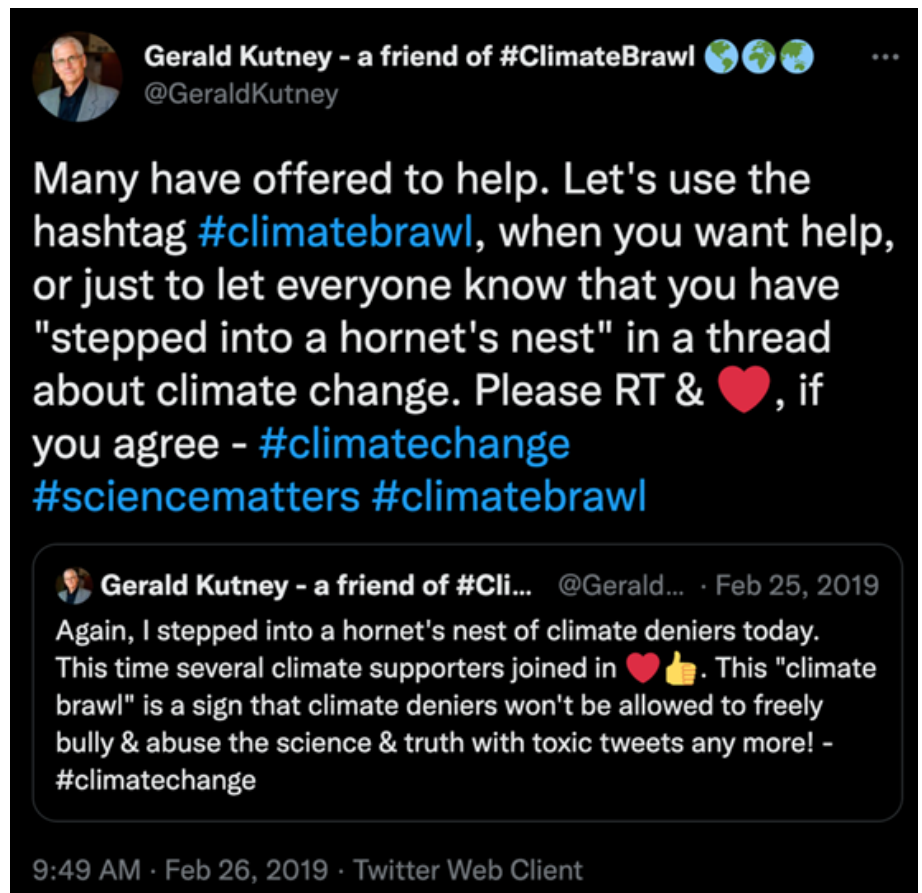 Gerald Kutney - a friend of #ClimateBrawl 🌎🌍🌏
@GeraldKutney
Many have offered to help. Let's use the
hashtag #climatebrawl, when you want help,
or just to let everyone know that you have
"stepped into a hornet's nest" in a thread
about climate change. Please RT & ❤️, if
you agree - #climatechange
#sciencematters #climatebrawl
Gerald Kutney - a friend of #Cli... @Gerald... · Feb 25, 2019
Again, I stepped into a hornet's nest of climate deniers today.
This time several climate supporters joined in ❤️👍. This "climate
brawl" is a sign that climate deniers won't be allowed to freely
bully & abuse the science & truth with toxic tweets any more! -
#climatechange
9:49 AM · Feb 26, 2019 · Twitter Web Client